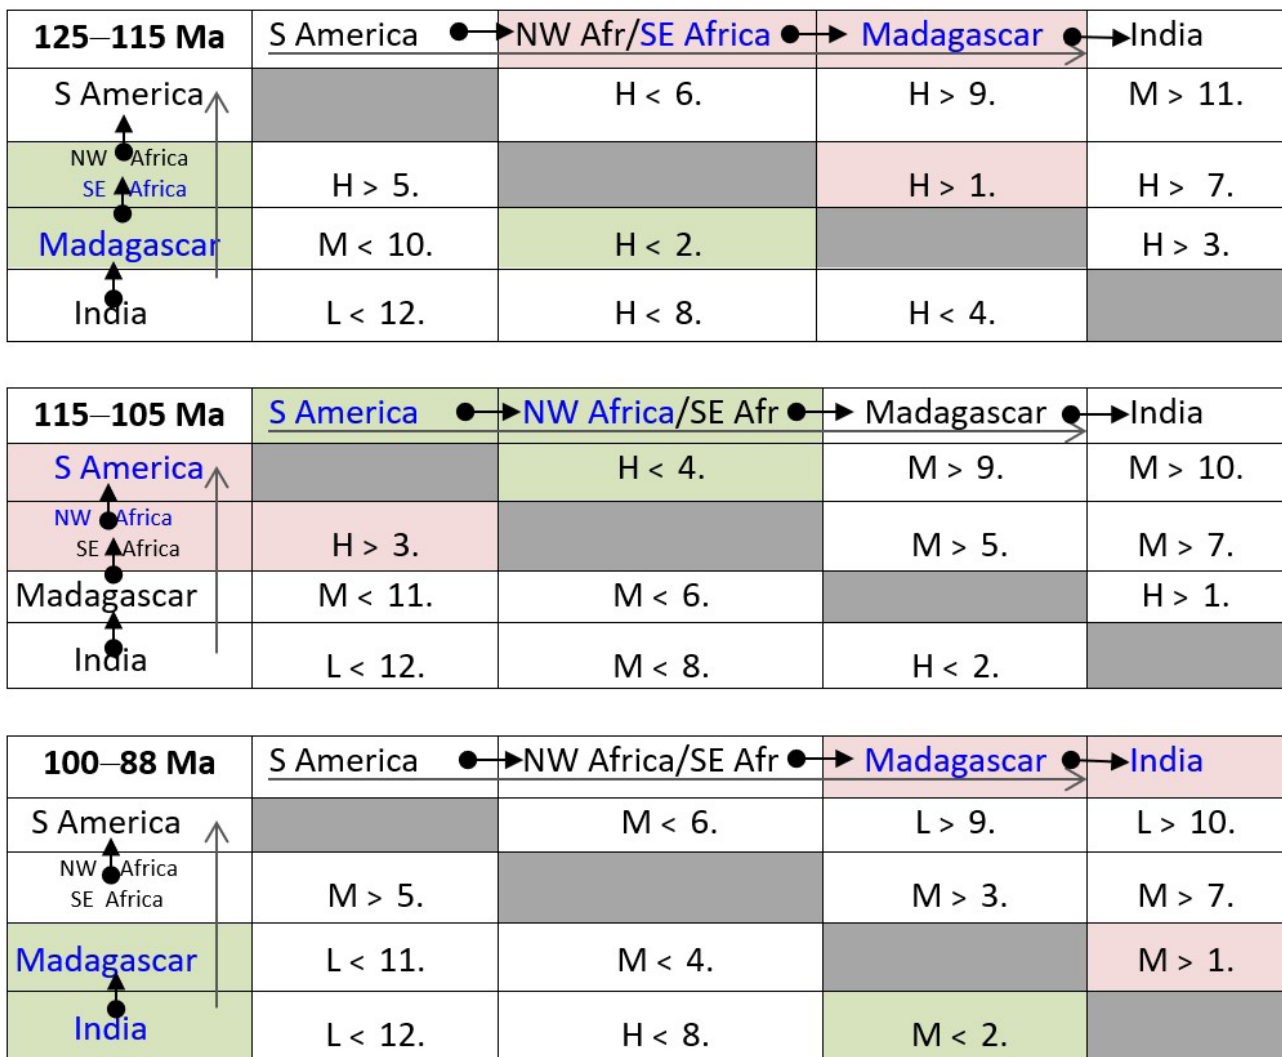 125–115 Ma S America NW Afr/SE Africa Madagascar India
S America H < 6. H > 9. M > 11.
NW Africa
SE Africa H > 5. H > 1. H > 7.
Madagascar M < 10. H < 2. H > 3.
India L < 12. H < 8. H < 4.
115–105 Ma S America NW Africa/SE Afr Madagascar India
S America H < 4. M > 9. M > 10.
NW Africa
SE Africa H > 3. M > 5. M > 7.
Madagascar M < 11. M < 6. H > 1.
India L < 12. M < 8. H < 2.
100–88 Ma S America NW Africa/SE Afr Madagascar India
S America M < 6. L > 9. L > 10.
NW Africa
SE Africa M > 5. M > 3. M > 7.
Madagascar L < 11. M < 4. M > 1.
India L < 12. H < 8. M < 2.